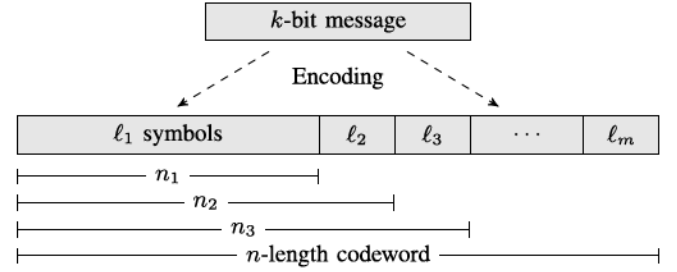 k-bit message
Encoding
ℓ₁ symbols ℓ₂ ℓ₃ ··· ℓₘ
n₁
n₂
n₃
n-length codeword